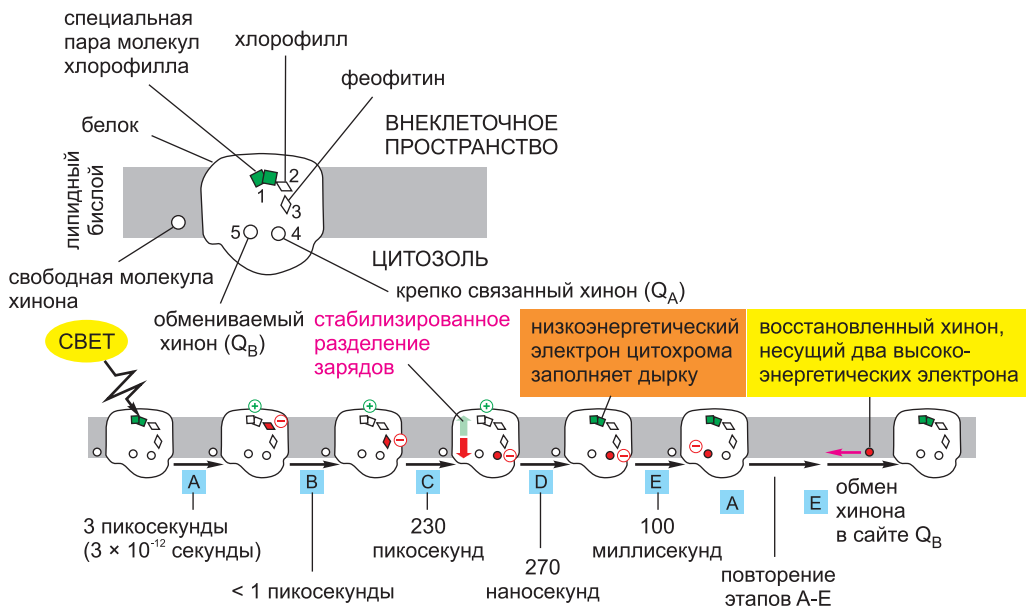 специальная
пара молекул
хлорофилла
хлорофилл
феофитин
белок
ВНЕКЛЕТОЧНОЕ
ПРОСТРАНСТВО
липидный
бислой
1
2
3
5
4
ЦИТОЗОЛЬ
свободная молекула
хинона
крепко связанный хинон (QA)
обмениваемый
хинон (QB)
стабилизированное
разделение
зарядов
низкоэнергетический
электрон цитохрома
заполняет дырку
восстановленный хинон,
несущий два высоко-
энергетических электрона
СВЕТ
+
−
+
−
+
−
−
−
A
B
C
D
E
A
E
обмен
хинона
в сайте QB
3 пикосекунды
(3 × 10⁻¹² секунды)
< 1 пикосекунды
230
пикосекунд
270
наносекунд
100
миллисекунд
повторение
этапов A-E